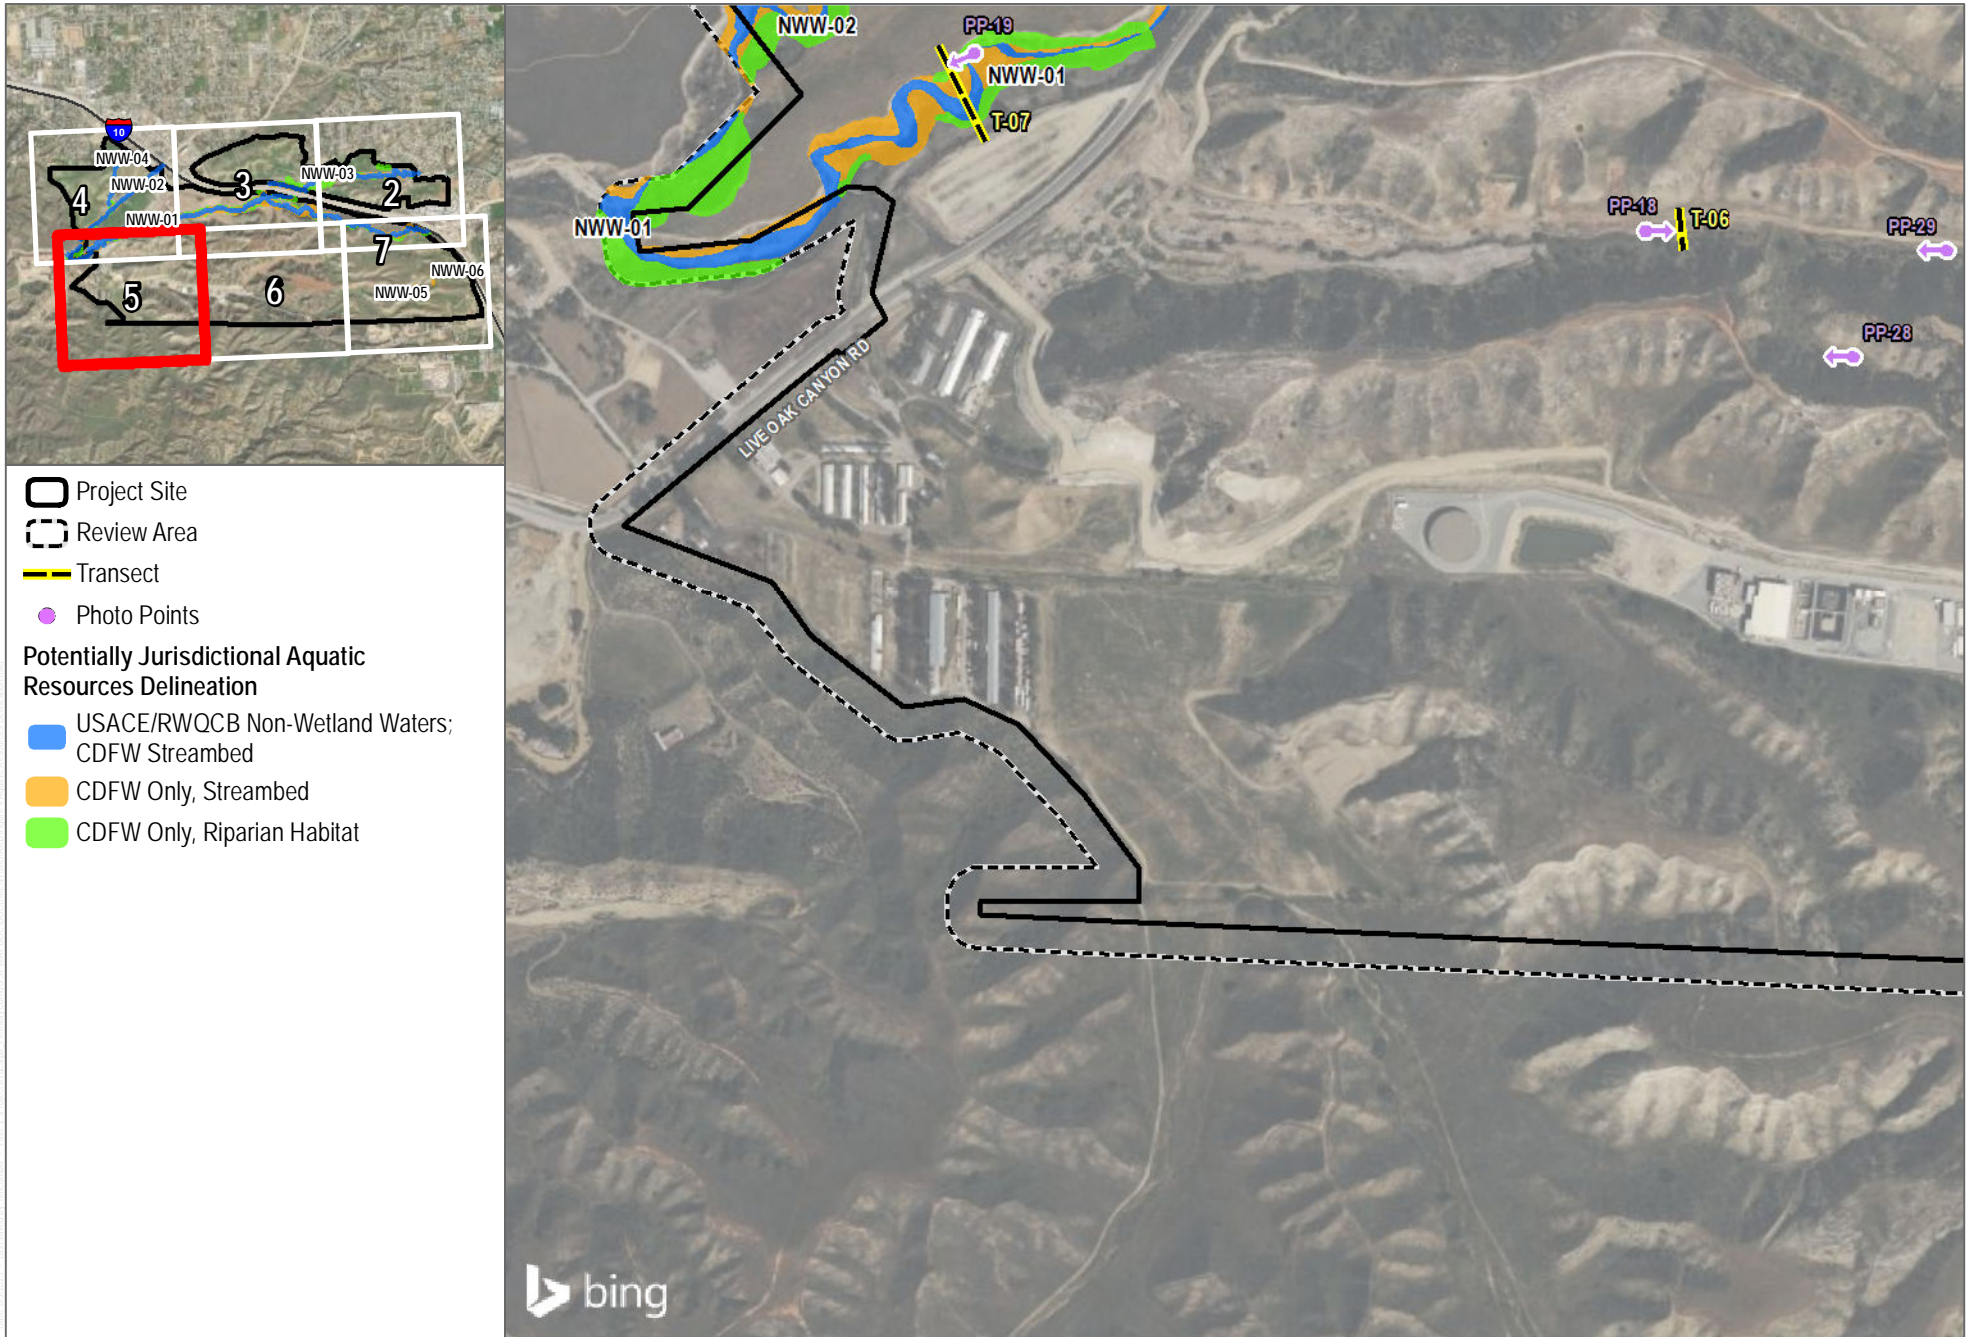 10
NWW-04
NWW-02
NWW-03
NWW-01
NWW-06
NWW-05
4
3
2
7
5
6
Project Site
Review Area
Transect
Photo Points
Potentially Jurisdictional Aquatic
Resources Delineation
USACE/RWQCB Non-Wetland Waters;
CDFW Streambed
CDFW Only, Streambed
CDFW Only, Riparian Habitat
NWW-02
PP-19
NWW-01
T-07
NWW-01
PP-18
T-06
PP-29
PP-28
LIVE OAK CANYON RD
bing